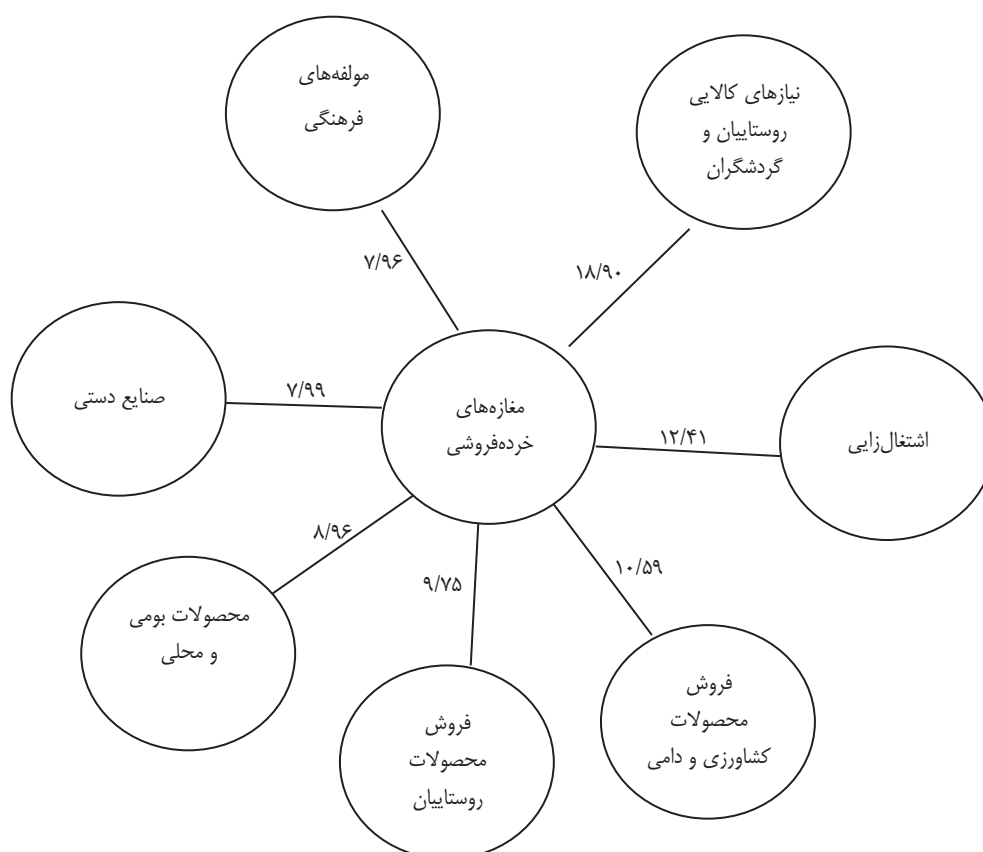 مولفه‌های
فرهنگی
نیازهای کالایی
روستاییان و
گردشگران
۷/۹۶
۱۸/۹۰
صنایع دستی
۷/۹۹
مغازه‌های
خرده‌فروشی
۱۲/۴۱
اشتغال‌زایی
۸/۹۶
۹/۷۵
۱۰/۵۹
محصولات بومی
و محلی
فروش
محصولات
روستاییان
فروش
محصولات
کشاورزی و دامی